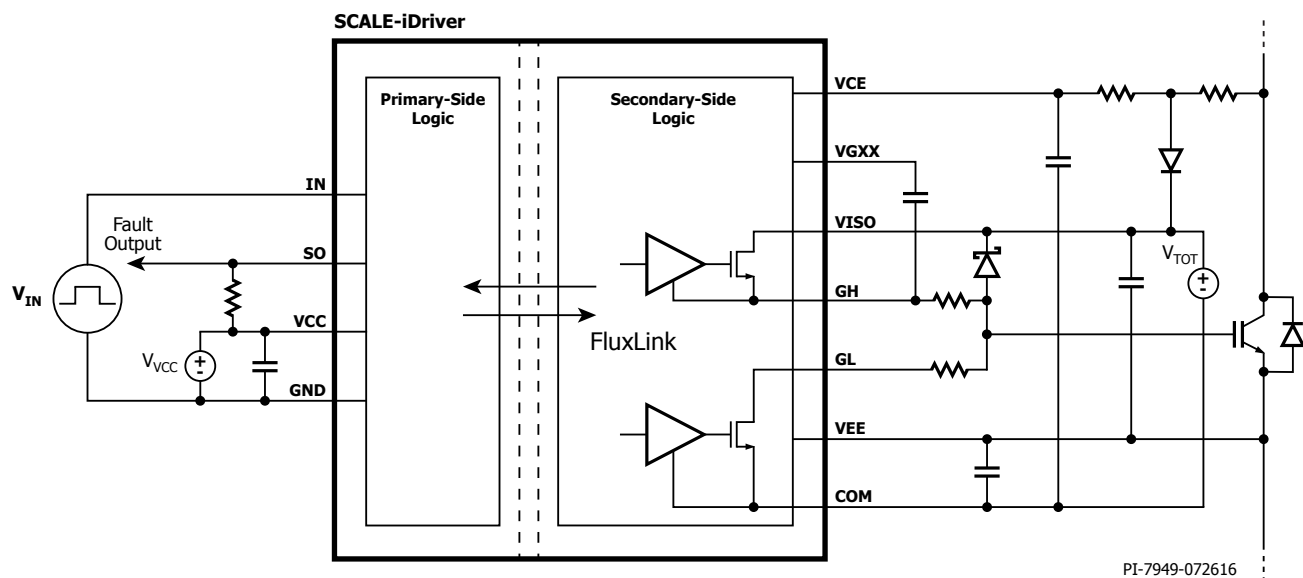 SCALE-iDriver
Primary-Side
Logic
Secondary-Side
Logic
VCE
VGXX
IN
VISO
Fault
Output
SO
VTOT
+
-
VIN
GH
VCC
FluxLink
VVCC
+
-
GL
GND
VEE
COM
PI-7949-072616